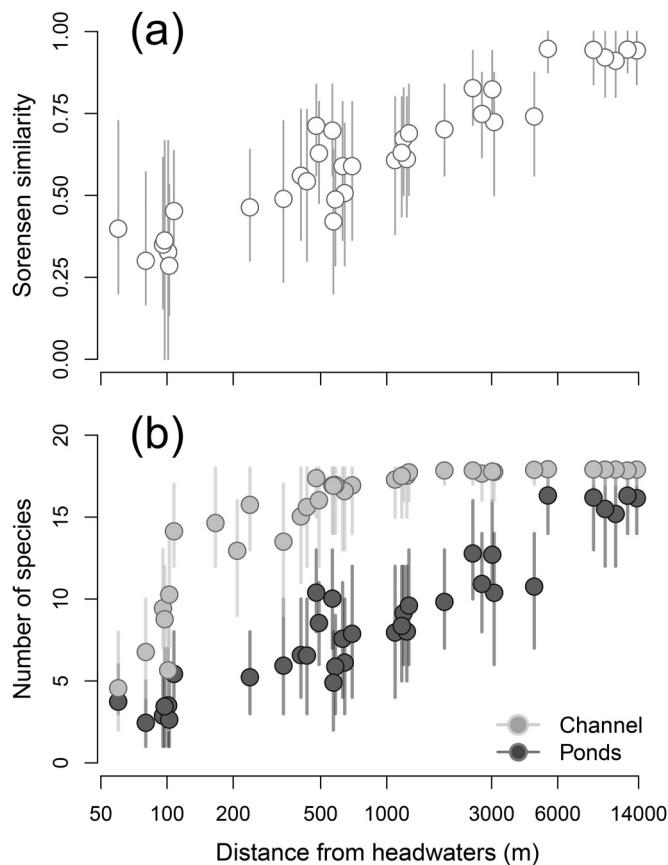 (a)
Sorensen similarity
1.00
0.75
0.50
0.25
0.00
(b)
Number of species
20
15
10
5
0
Channel
Ponds
50 100 200 500 1000 3000 6000 14000
Distance from headwaters (m)